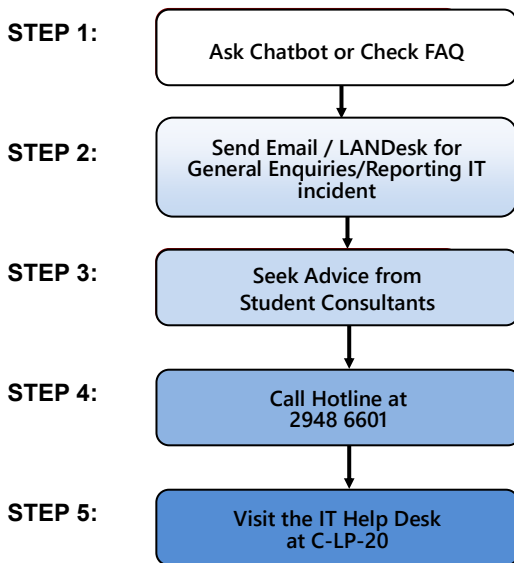 STEP 1:
Ask Chatbot or Check FAQ
STEP 2:
Send Email / LANDesk for
General Enquiries/Reporting IT
incident
STEP 3:
Seek Advice from
Student Consultants
STEP 4:
Call Hotline at
2948 6601
STEP 5:
Visit the IT Help Desk
at C-LP-20